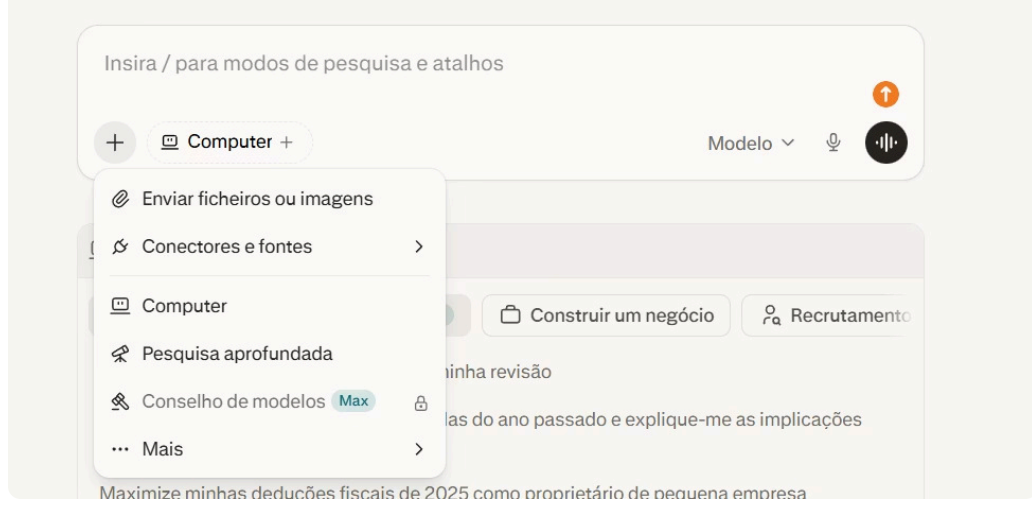 Insira / para modos de pesquisa e atalhos
Computer
Modelo
Enviar ficheiros ou imagens
Conectores e fontes
Computer
Construir um negócio
Recrutamento
Pesquisa aprofundada
minha revisão
Conselho de modelos Max
do ano passado e explique-me as implicações
Mais
Maximize minhas deduções fiscais de 2025 como proprietário de pequena empresa